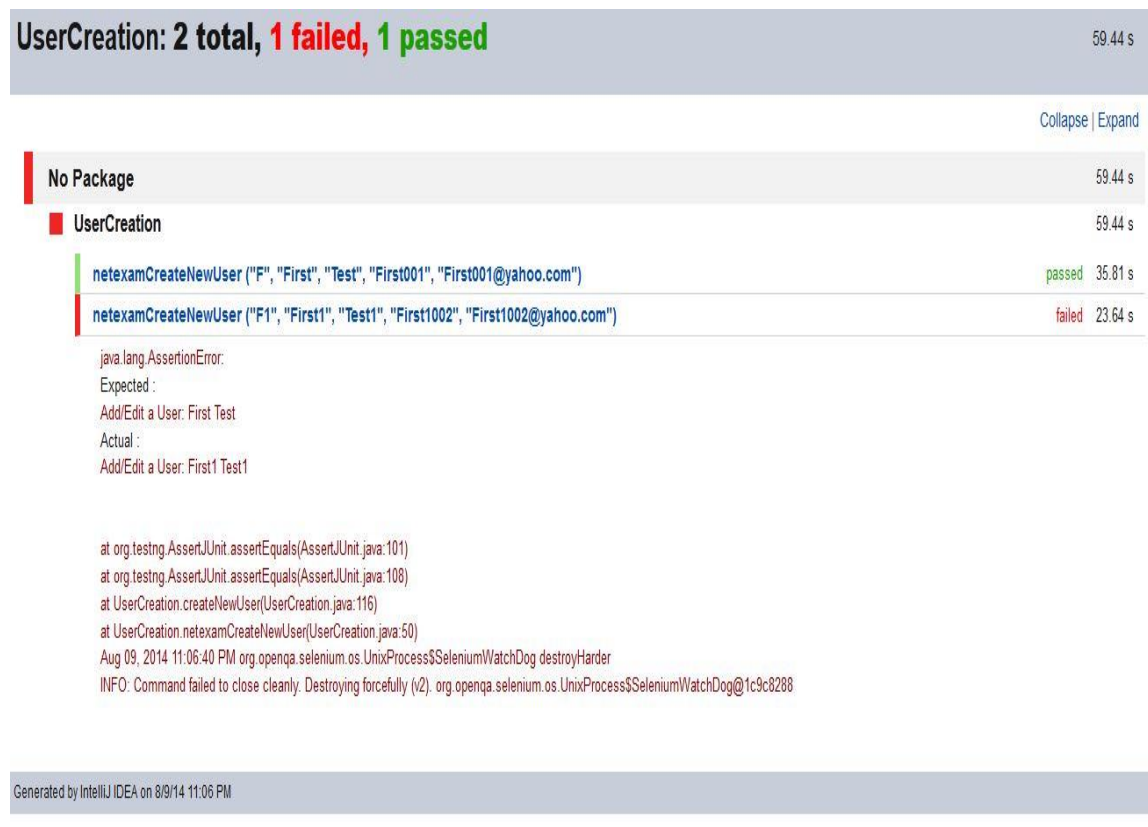 UserCreation: 2 total, 1 failed, 1 passed 59.44 s
Collapse | Expand
No Package 59.44 s
UserCreation 59.44 s
netexamCreateNewUser ("F", "First", "Test", "First001", "First001@yahoo.com") passed 35.81 s
netexamCreateNewUser ("F1", "First1", "Test1", "First1002", "First1002@yahoo.com") failed 23.64 s
java.lang.AssertionError:
Expected :
Add/Edit a User: First Test
Actual :
Add/Edit a User: First1 Test1
at org.testng.AssertJUnit.assertEquals(AssertJUnit.java:101)
at org.testng.AssertJUnit.assertEquals(AssertJUnit.java:108)
at UserCreation.createNewUser(UserCreation.java:116)
at UserCreation.netexamCreateNewUser(UserCreation.java:50)
Aug 09, 2014 11:06:40 PM org.openqa.selenium.os.UnixProcess$SeleniumWatchDog destroyHarder
INFO: Command failed to close cleanly. Destroying forcefully (v2). org.openqa.selenium.os.UnixProcess$SeleniumWatchDog@1c9c8288
Generated by IntelliJ IDEA on 8/9/14 11:06 PM